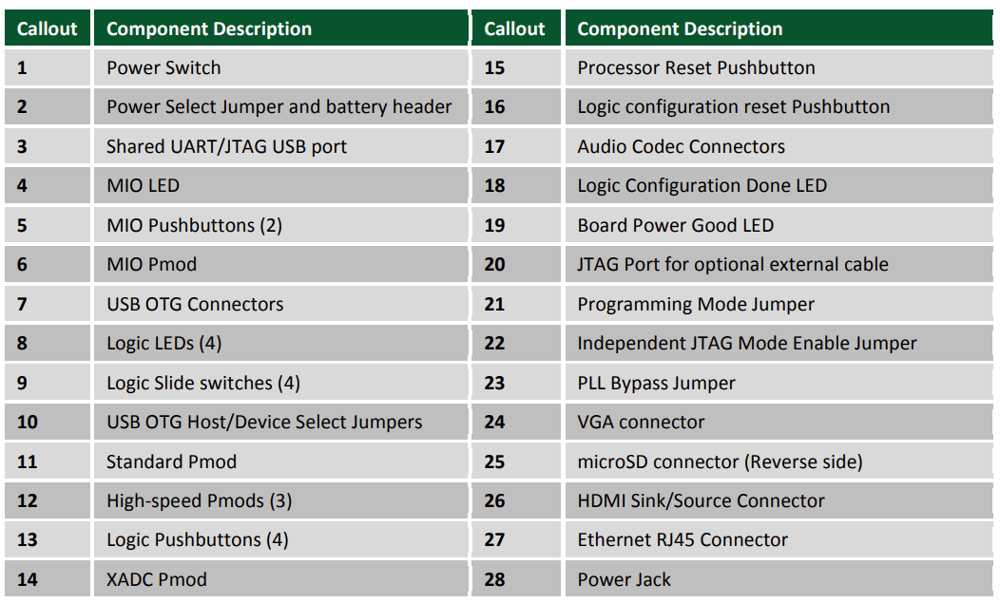 Callout Component Description Callout Component Description
1 Power Switch 15 Processor Reset Pushbutton
2 Power Select Jumper and battery header 16 Logic configuration reset Pushbutton
3 Shared UART/JTAG USB port 17 Audio Codec Connectors
4 MIO LED 18 Logic Configuration Done LED
5 MIO Pushbuttons (2) 19 Board Power Good LED
6 MIO Pmod 20 JTAG Port for optional external cable
7 USB OTG Connectors 21 Programming Mode Jumper
8 Logic LEDs (4) 22 Independent JTAG Mode Enable Jumper
9 Logic Slide switches (4) 23 PLL Bypass Jumper
10 USB OTG Host/Device Select Jumpers 24 VGA connector
11 Standard Pmod 25 microSD connector (Reverse side)
12 High-speed Pmods (3) 26 HDMI Sink/Source Connector
13 Logic Pushbuttons (4) 27 Ethernet RJ45 Connector
14 XADC Pmod 28 Power Jack